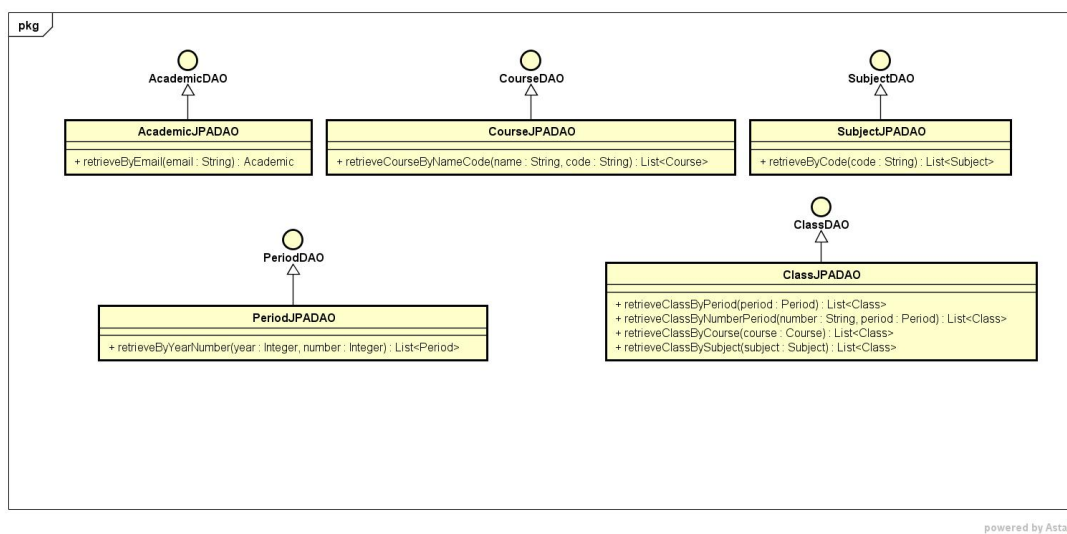 pkg
AcademicDAO
CourseDAO
SubjectDAO
AcademicJPADAO
+ retrieveByEmail(email : String) : Academic
CourseJPADAO
+ retrieveCourseByNameCode(name : String, code : String) : List<Course>
SubjectJPADAO
+ retrieveByCode(code : String) : List<Subject>
PeriodDAO
PeriodJPADAO
+ retrieveByYearNumber(year : Integer, number : Integer) : List<Period>
ClassDAO
ClassJPADAO
+ retrieveClassByPeriod(period : Period) : List<Class>
+ retrieveClassByNumberPeriod(number : String, period : Period) : List<Class>
+ retrieveClassByCourse(course : Course) : List<Class>
+ retrieveClassBySubject(subject : Subject) : List<Class>
powered by Asta